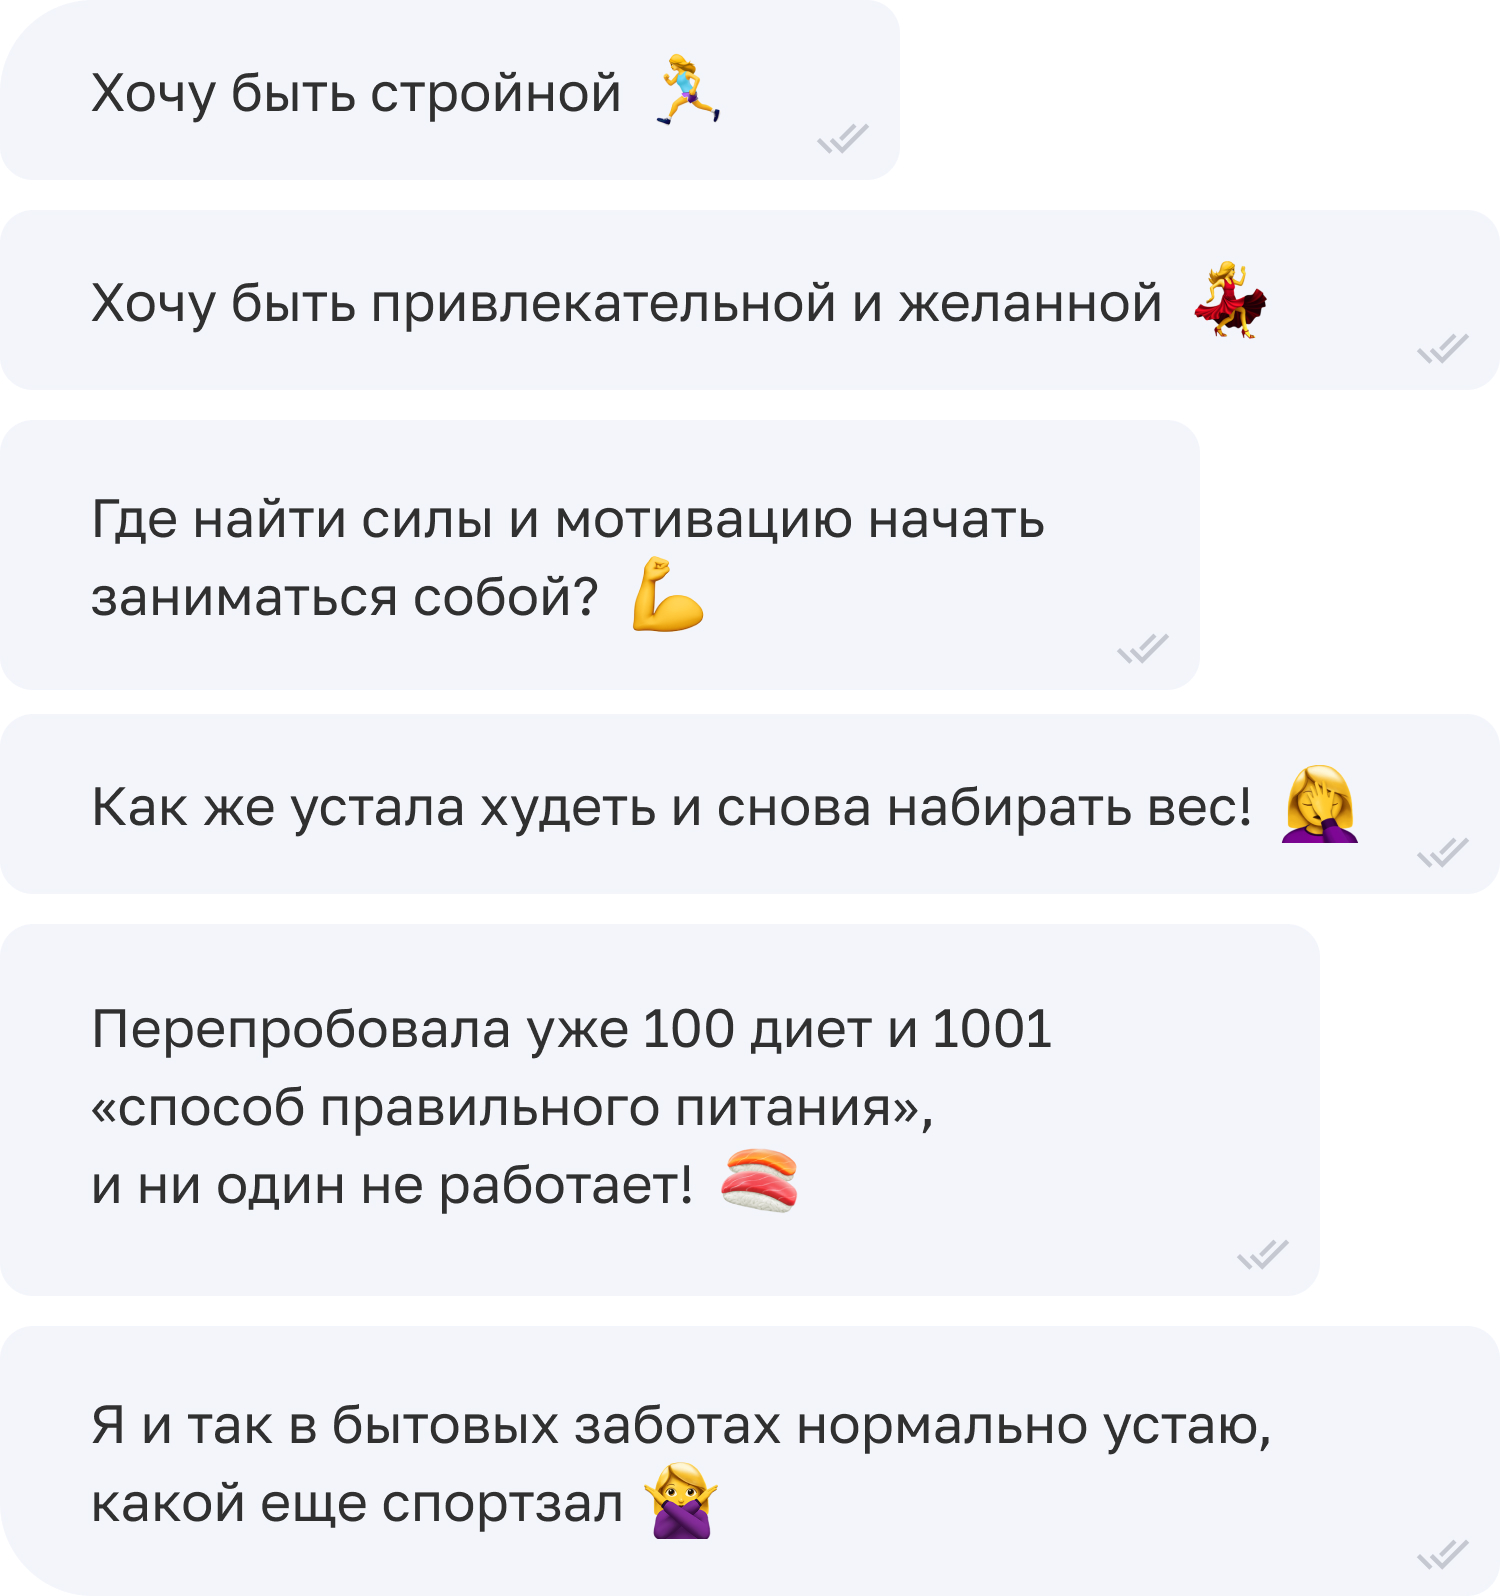 Хочу быть стройной 🏃‍♀️
Хочу быть привлекательной и желанной 💃
Где найти силы и мотивацию начать
заниматься собой? 💪
Как же устала худеть и снова набирать вес! 🤦‍♀️
Перепробовала уже 100 диет и 1001
«способ правильного питания»,
и ни один не работает! 🍣
Я и так в бытовых заботах нормально устаю,
какой еще спортзал 🙅‍♀️